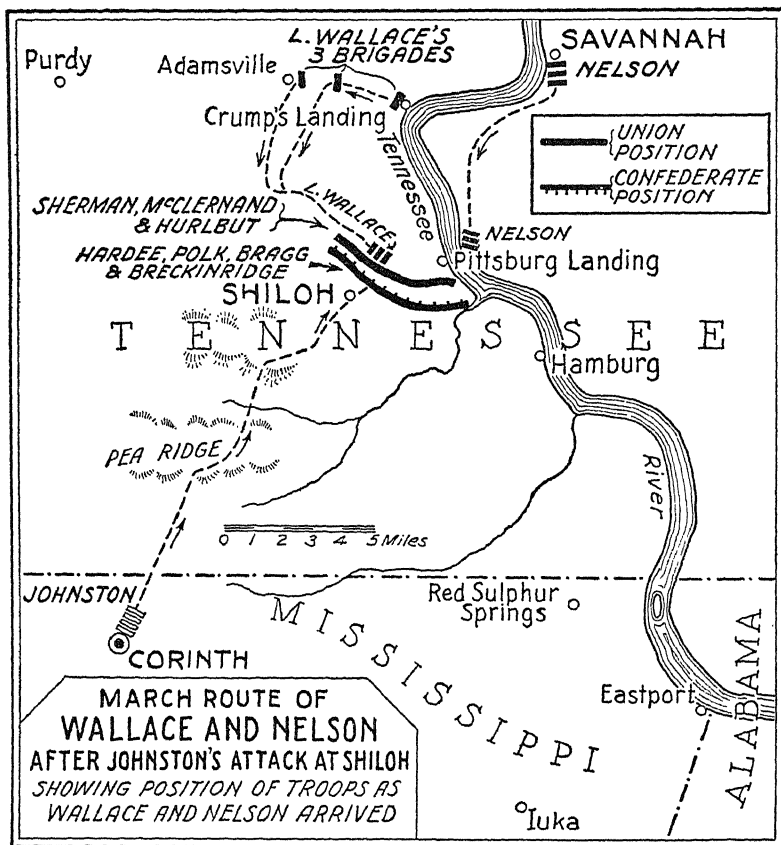 L. WALLACE'S
3 BRIGADES
SAVANNAH
NELSON
Purdy
Adamsville
Crump's Landing
Tennessee
UNION
POSITION
CONFEDERATE
POSITION
SHERMAN, McCLERNAND
& HURLBUT
L. WALLACE
HARDEE, POLK, BRAGG
& BRECKINRIDGE
NELSON
Pittsburg Landing
SHILOH
TENNESSEE
Hamburg
PEA RIDGE
River
0 1 2 3 4 5 Miles
JOHNSTON
CORINTH
MISSISSIPPI
Red Sulphur
Springs
Eastport
ALABAMA
Iuka
MARCH ROUTE OF
WALLACE AND NELSON
AFTER JOHNSTON'S ATTACK AT SHILOH
SHOWING POSITION OF TROOPS AS
WALLACE AND NELSON ARRIVED